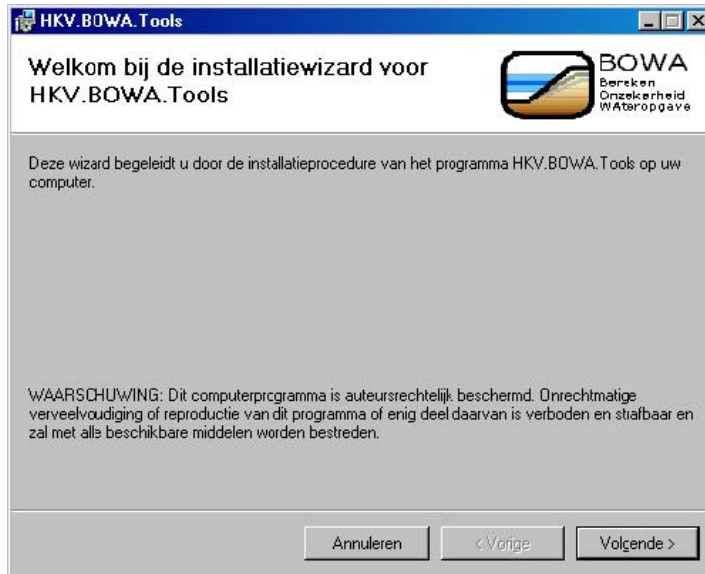 HKV.BOWA.Tools
Welkom bij de installatiewizard voor
HKV.BOWA.Tools
BOWA
Bereken
Onzekerheid
WAteropgave
Deze wizard begeleidt u door de installatieprocedure van het programma HKV.BOWA.Tools op uw
computer.
WAARSCHUWING: Dit computerprogramma is auteursrechtelijk beschermd. Onrechtmatige
verveelvoudiging of reproductie van dit programma of enig deel daarvan is verboden en strafbaar en
zal met alle beschikbare middelen worden bestreden.
Annuleren
< Vorige
Volgende >